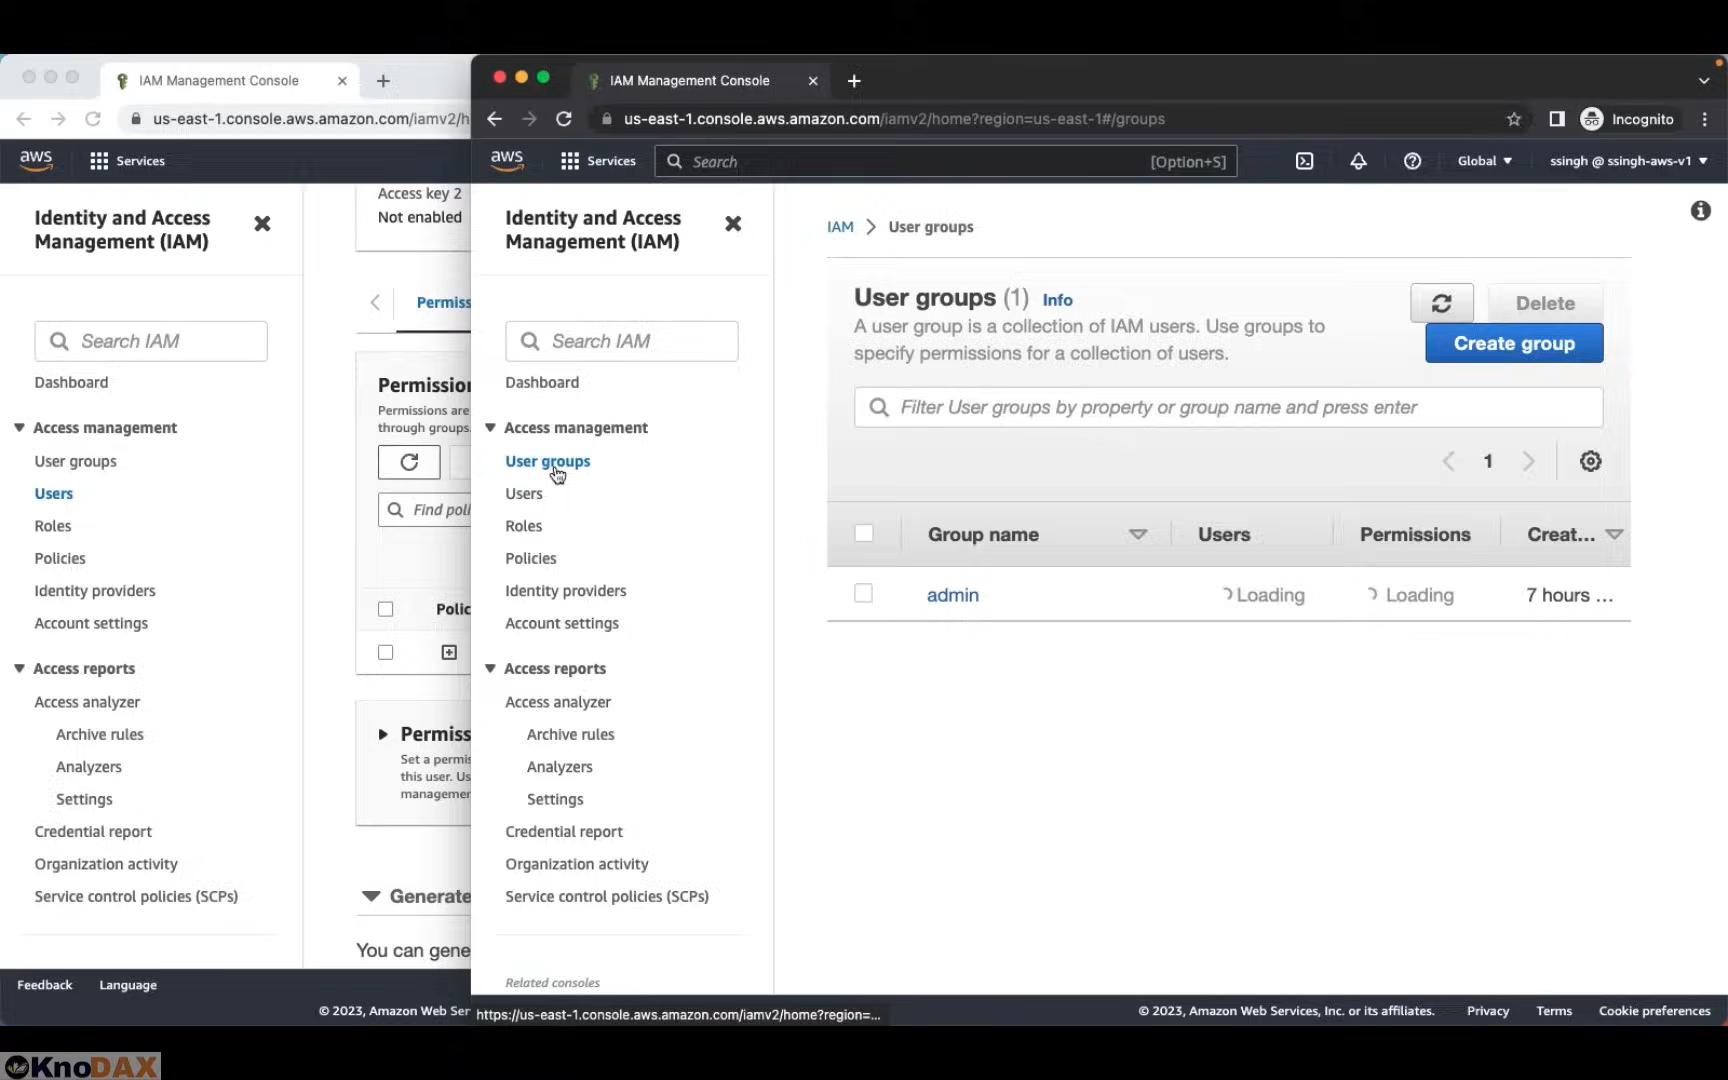 IAM Management Console
us-east-1.console.aws.amazon.com/iamv2/h
aws
Services
Identity and Access
Management (IAM)
Search IAM
Dashboard
Access management
User groups
Users
Roles
Policies
Identity providers
Account settings
Access reports
Access analyzer
Archive rules
Analyzers
Settings
Credential report
Organization activity
Service control policies (SCPs)
Feedback
Language
© 2023, Amazon Web Ser
Access key 2
Not enabled
Permiss
Permission
Permissions are
through groups.
Find poli
Polic
Permiss
Set a permis
this user. Us
managemen
Generate
You can gene
IAM Management Console
us-east-1.console.aws.amazon.com/iamv2/home?region=us-east-1#/groups
Incognito
aws
Services
Search
[Option+S]
Global
ssingh @ ssingh-aws-v1
Identity and Access
Management (IAM)
Search IAM
Dashboard
Access management
User groups
Users
Roles
Policies
Identity providers
Account settings
Access reports
Access analyzer
Archive rules
Analyzers
Settings
Credential report
Organization activity
Service control policies (SCPs)
Related consoles
https://us-east-1.console.aws.amazon.com/iamv2/home?region=...
IAM > User groups
User groups (1) Info
A user group is a collection of IAM users. Use groups to
specify permissions for a collection of users.
Delete
Create group
Filter User groups by property or group name and press enter
1
Group name Users Permissions Creat...
admin Loading Loading 7 hours ...
© 2023, Amazon Web Services, Inc. or its affiliates. Privacy Terms Cookie preferences
KnoDAX